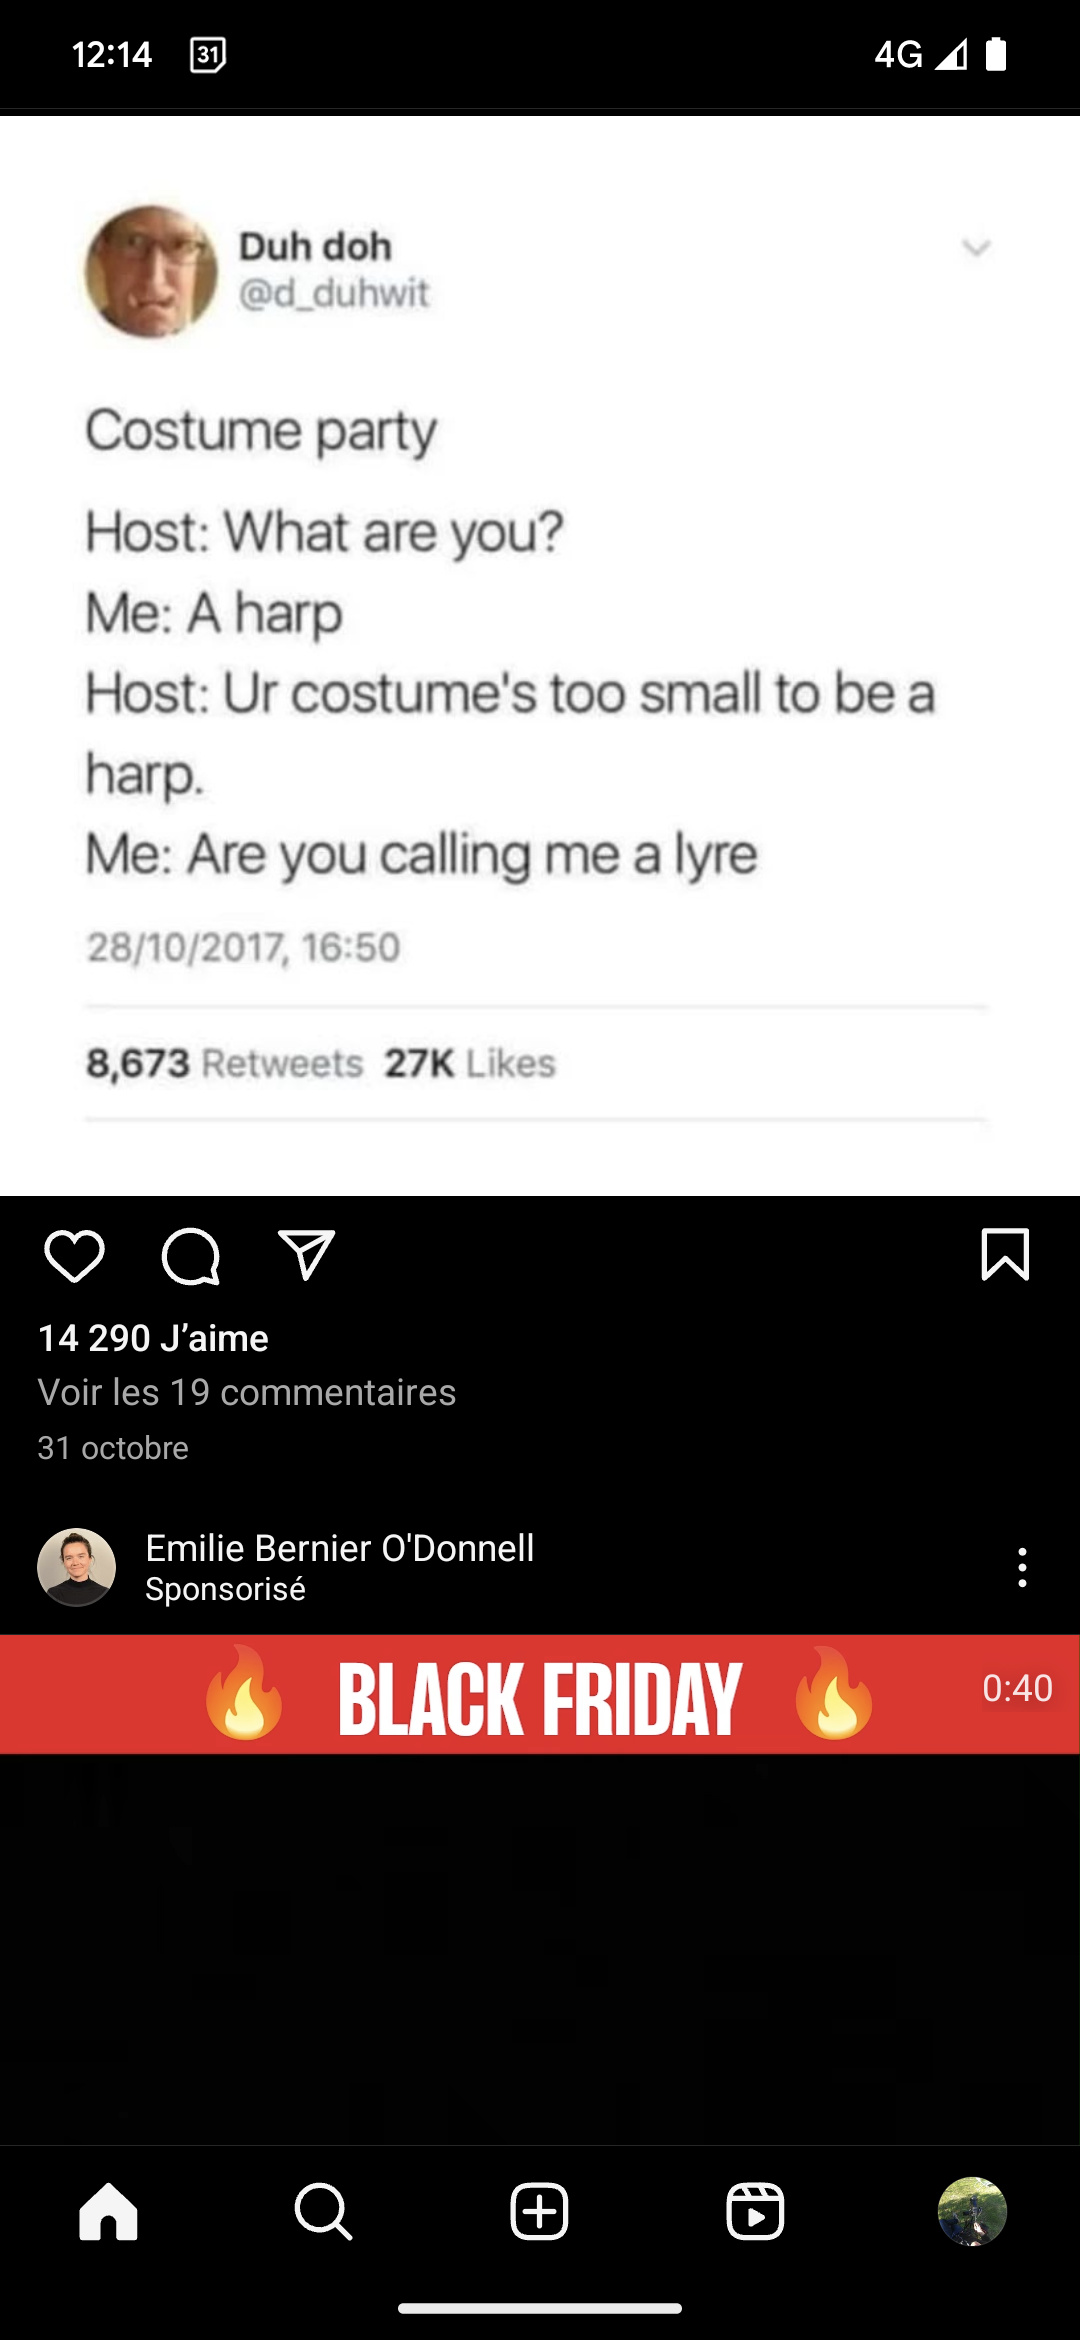 12:14
31
4G
Duh doh
@d_duhwit
Costume party
Host: What are you?
Me: A harp
Host: Ur costume's too small to be a
harp.
Me: Are you calling me a lyre
28/10/2017, 16:50
8,673 Retweets 27K Likes
14 290 J’aime
Voir les 19 commentaires
31 octobre
Emilie Bernier O'Donnell
Sponsorisé
BLACK FRIDAY
0:40